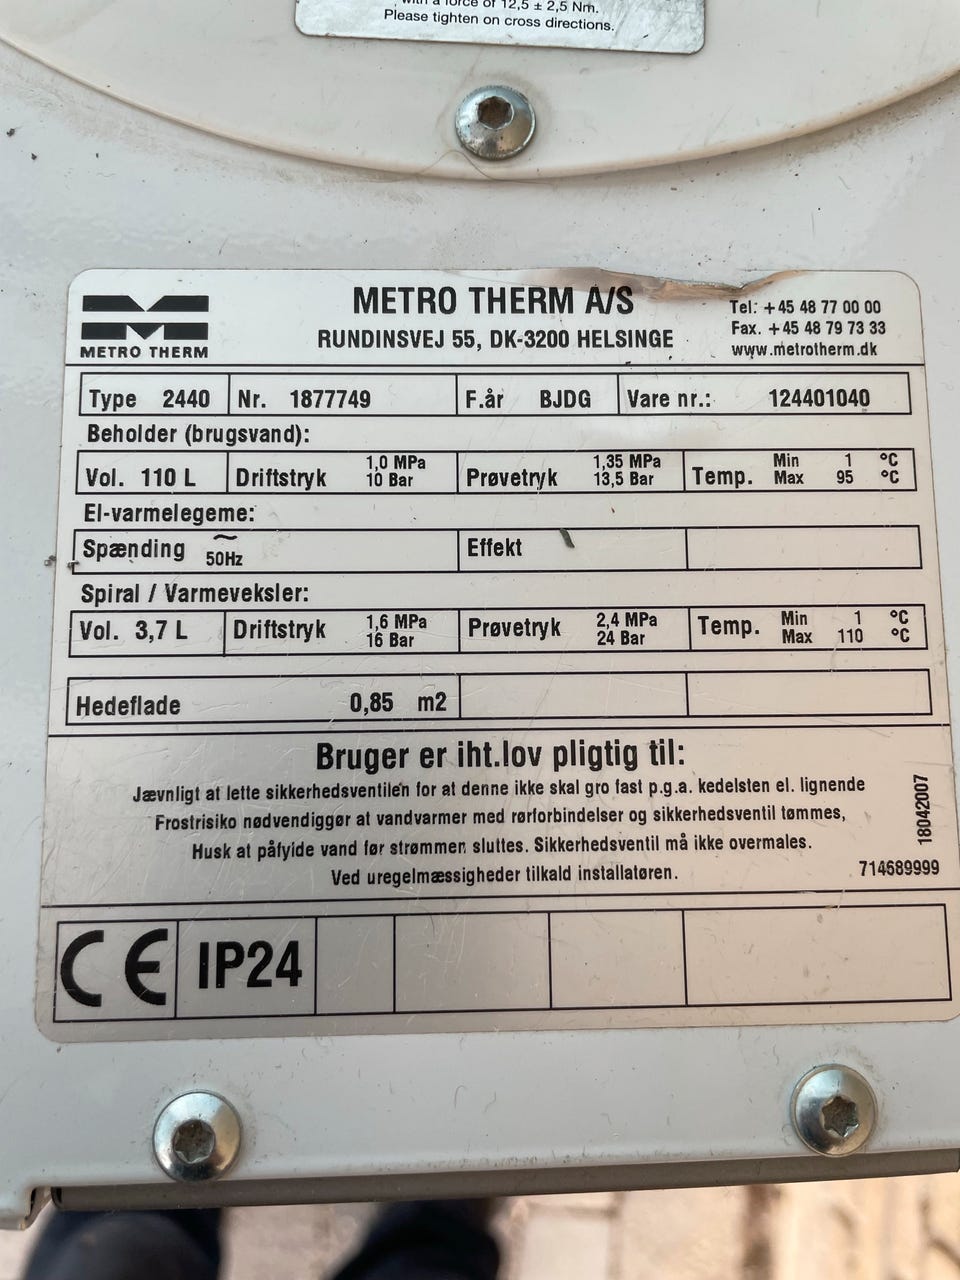 with a force of 12,5 ± 2,5 Nm.
Please tighten on cross directions.
METRO THERM
METRO THERM A/S
RUNDINSVEJ 55, DK-3200 HELSINGE
Tel: +45 48 77 00 00
Fax. +45 48 79 73 33
www.metrotherm.dk
Type 2440 Nr. 1877749 F.år BJDG Vare nr.: 124401040
Beholder (brugsvand):
Vol. 110 L Driftstryk 1,0 MPa 10 Bar Prøvetryk 1,35 MPa 13,5 Bar Temp. Min 1 °C Max 95 °C
El-varmelegeme:
Spænding ~ 50Hz Effekt
Spiral / Varmeveksler:
Vol. 3,7 L Driftstryk 1,6 MPa 16 Bar Prøvetryk 2,4 MPa 24 Bar Temp. Min 1 °C Max 110 °C
Hedeflade 0,85 m2
Bruger er iht.lov pligtig til:
Jævnligt at lette sikkerhedsventilen for at denne ikke skal gro fast p.g.a. kedelsten el. lignende
Frostrisiko nødvendiggør at vandvarmer med rørforbindelser og sikkerhedsventil tømmes,
Husk at påfylde vand før strømmen sluttes. Sikkerhedsventil må ikke overmales.
Ved uregelmæssigheder tilkald installatøren.
18042007
714689999
CE IP24